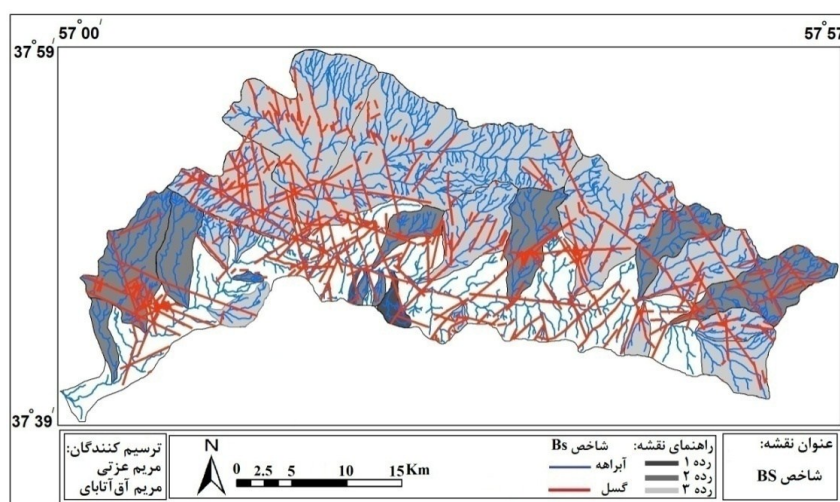 57°00′
57°57
37°59′
37°39′
عنوان نقشه:
شاخص BS
راهنمای نقشه:
رده ۱
رده ۲
رده ۳
شاخص Bs
آبراهه
گسل
N
0 2.5 5 10 15Km
ترسیم کنندگان:
مریم عزتی
مریم آق‌آتابای